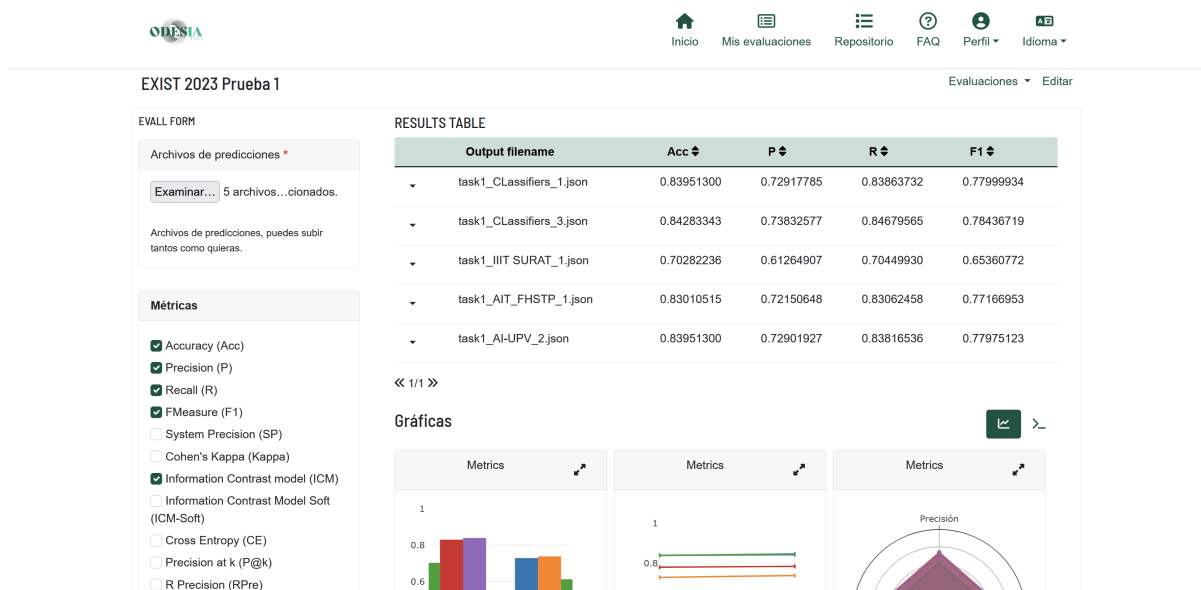 ODESIA
Inicio
Mis evaluaciones
Repositorio
FAQ
Perfil
Idioma
EXIST 2023 Prueba 1
Evaluaciones
Editar
EVALL FORM
Archivos de predicciones *
Examinar... 5 archivos...cionados.
Archivos de predicciones, puedes subir
tantos como quieras.
Métricas
Accuracy (Acc)
Precision (P)
Recall (R)
FMeasure (F1)
System Precision (SP)
Cohen's Kappa (Kappa)
Information Contrast model (ICM)
Information Contrast Model Soft
(ICM-Soft)
Cross Entropy (CE)
Precision at k (P@k)
R Precision (RPre)
RESULTS TABLE
Output filename Acc P R F1
task1_CLassifiers_1.json 0.83951300 0.72917785 0.83863732 0.77999934
task1_CLassifiers_3.json 0.84283343 0.73832577 0.84679565 0.78436719
task1_IIIT SURAT_1.json 0.70282236 0.61264907 0.70449930 0.65360772
task1_AIT_FHSTP_1.json 0.83010515 0.72150648 0.83062458 0.77166953
task1_AI-UPV_2.json 0.83951300 0.72901927 0.83816536 0.77975123
« 1/1 »
Gráficas
Metrics
1
0.8
0.6
Metrics
1
0.8
Metrics
Precisión